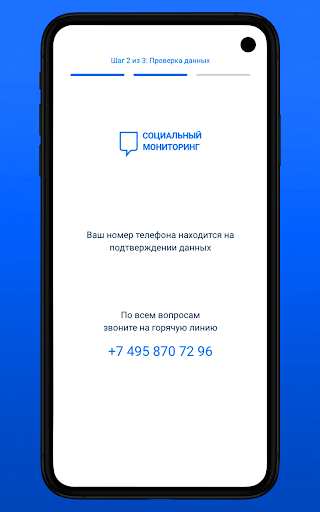 Шаг 2 из 3: Проверка данных
СОЦИАЛЬНЫЙ
МОНИТОРИНГ
Ваш номер телефона находится на
подтверждении данных
По всем вопросам
звоните на горячую линию
+7 495 870 72 96